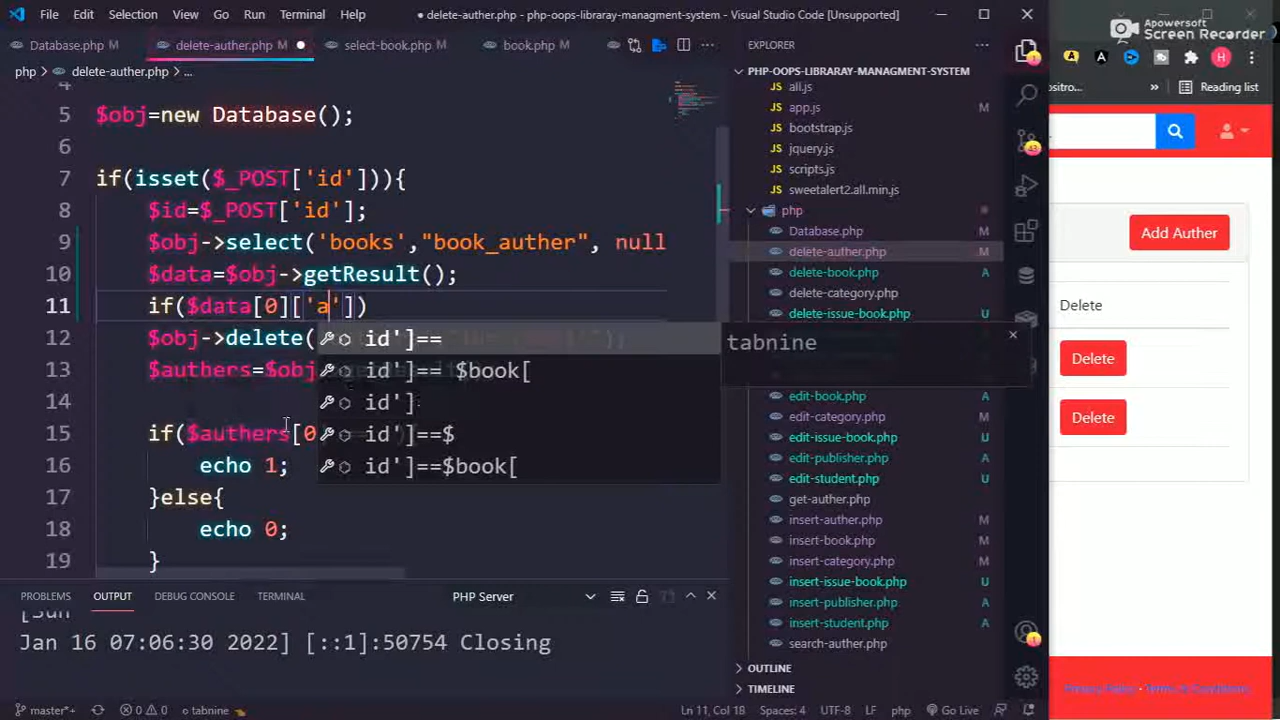 File Edit Selection View Go Run Terminal Help
● delete-auther.php - php-oops-libraray-managment-system - Visual Studio Code [Unsupported]
Apowersoft
Screen Recorder
Database.php M
delete-auther.php M ●
select-book.php M
book.php M
EXPLORER
php > delete-auther.php > ...
PHP-OOPS-LIBRARAY-MANAGMENT-SYSTEM
Reading list
4
5 $obj=new Database();
6
7 if(isset($_POST['id'])){
8 $id=$_POST['id'];
9 $obj->select('books',"book_auther", null
10 $data=$obj->getResult();
11 if($data[0]['a'])
12 $obj->delete(
13 $authers=$obj
14
15 if($authers[0
16 echo 1;
17 }else{
18 echo 0;
19 }
id']==
id']== $book[
id']
id']==$
id']==$book[
tabnine
all.js
app.js M
bootstrap.js
jquery.js
scripts.js
sweetalert2.all.min.js
php
Database.php M
delete-auther.php M
delete-book.php A
delete-category.php M
delete-issue-book.php U
edit-book.php A
edit-category.php M
edit-issue-book.php U
edit-publisher.php A
edit-student.php U
get-auther.php M
insert-auther.php M
insert-book.php M
insert-category.php M
insert-issue-book.php U
insert-publisher.php A
insert-student.php U
search-auther.php M
OUTLINE
TIMELINE
Add Auther
Delete
Delete
Delete
PROBLEMS OUTPUT DEBUG CONSOLE TERMINAL PHP Server
[Sun
Jan 16 07:06:30 2022] [::1]:50754 Closing
master*+ 0 0 tabnine
Ln 11, Col 18 Spaces: 4 UTF-8 LF php Go Live